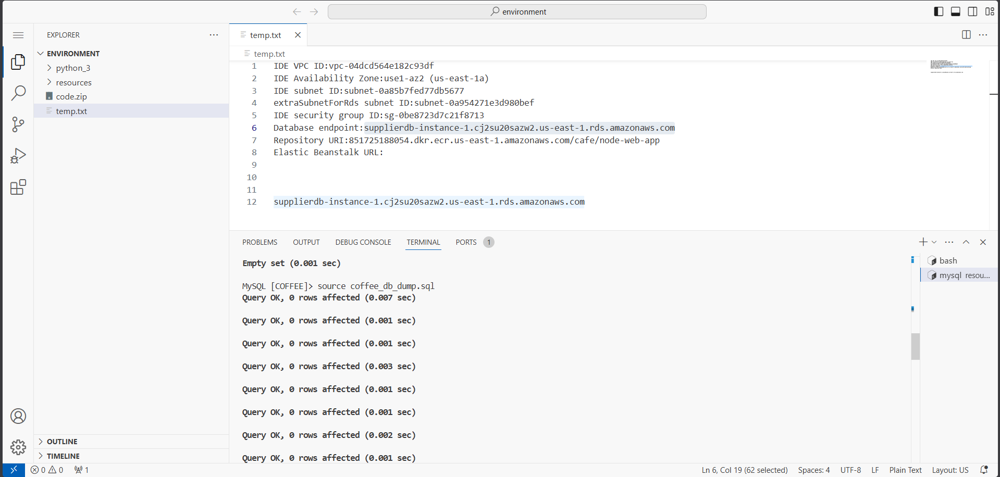 environment
EXPLORER
ENVIRONMENT
python_3
resources
code.zip
temp.txt
OUTLINE
TIMELINE
temp.txt
temp.txt
1 IDE VPC ID:vpc-04dcd564e182c93df
2 IDE Availability Zone:use1-az2 (us-east-1a)
3 IDE subnet ID:subnet-0a85b7fed77db5677
4 extraSubnetForRds subnet ID:subnet-0a954271e3d980bef
5 IDE security group ID:sg-0be8723d7c21f8713
6 Database endpoint:supplierdb-instance-1.cj2su20sazw2.us-east-1.rds.amazonaws.com
7 Repository URI:851725188054.dkr.ecr.us-east-1.amazonaws.com/cafe/node-web-app
8 Elastic Beanstalk URL:
9
10
11
12 supplierdb-instance-1.cj2su20sazw2.us-east-1.rds.amazonaws.com
PROBLEMS OUTPUT DEBUG CONSOLE TERMINAL PORTS 1
Empty set (0.001 sec)
MySQL [COFFEE]> source coffee_db_dump.sql
Query OK, 0 rows affected (0.007 sec)
Query OK, 0 rows affected (0.001 sec)
Query OK, 0 rows affected (0.001 sec)
Query OK, 0 rows affected (0.003 sec)
Query OK, 0 rows affected (0.001 sec)
Query OK, 0 rows affected (0.001 sec)
Query OK, 0 rows affected (0.002 sec)
Query OK, 0 rows affected (0.001 sec)
bash
mysql resou...
0 0 1
Ln 6, Col 19 (62 selected) Spaces: 4 UTF-8 LF Plain Text Layout: US